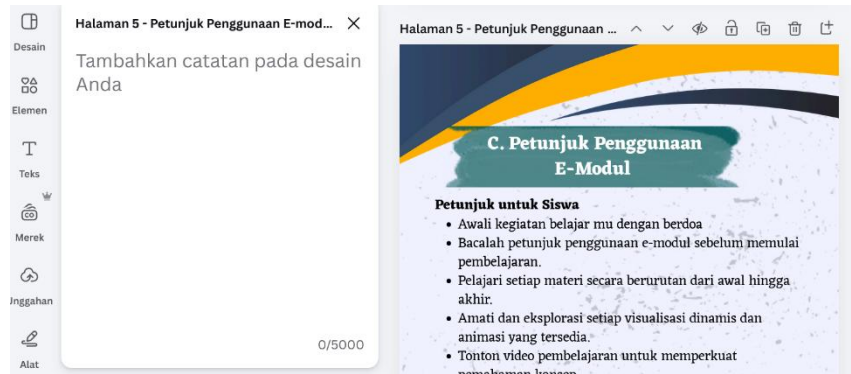 Desain
Elemen
Teks
CO
Merek
Unggahan
Alat
Halaman 5 - Petunjuk Penggunaan E-mod...
Tambahkan catatan pada desain
Anda
0/5000
Halaman 5 - Petunjuk Penggunaan ...
C. Petunjuk Penggunaan
E-Modul
Petunjuk untuk Siswa
• Awali kegiatan belajar mu dengan berdoa
• Bacalah petunjuk penggunaan e-modul sebelum memulai
pembelajaran.
• Pelajari setiap materi secara berurutan dari awal hingga
akhir.
• Amati dan eksplorasi setiap visualisasi dinamis dan
animasi yang tersedia.
• Tonton video pembelajaran untuk memperkuat
pemahaman konsep